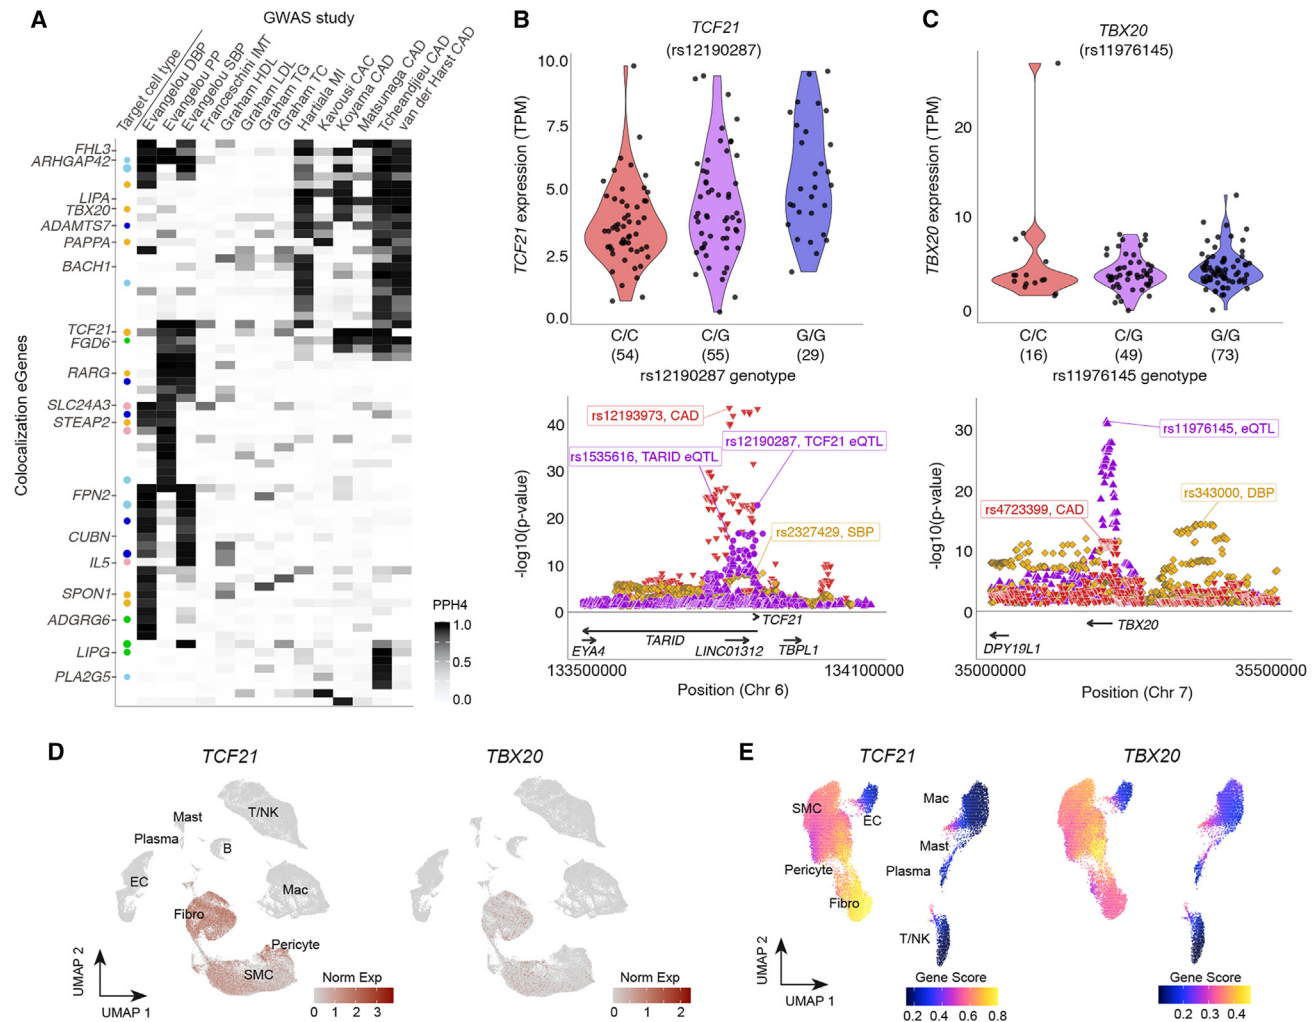 A
GWAS study
Target cell type
Evangelou DBP
Evangelou PP
Evangelou SBP
Franceschini IMT
Graham HDL
Graham LDL
Graham TG
Graham TC
Hartiala MI
Kavousi CAC
Koyama CAD
Matsunaga CAD
Tcheandjieu CAD
van der Harst CAD
Colocalization eGenes
FHL3
ARHGAP42
LIPA
TBX20
ADAMTS7
PAPPA
BACH1
TCF21
FGD6
RARG
SLC24A3
STEAP2
FPN2
CUBN
IL5
SPON1
ADGRG6
LIPG
PLA2G5
PPH4
1.0
0.5
0.0
B
TCF21
(rs12190287)
TCF21 expression (TPM)
10.0
7.5
5.0
2.5
0.0
C/C
C/G
G/G
(54)
(55)
(29)
rs12190287 genotype
-log10(p-value)
40
30
20
10
0
rs12193973, CAD
rs12190287, TCF21 eQTL
rs1535616, TARID eQTL
rs2327429, SBP
TCF21
TARID
EYA4
LINC01312
TBPL1
133500000
134100000
Position (Chr 6)
C
TBX20
(rs11976145)
TBX20 expression (TPM)
20
10
0
C/C
C/G
G/G
(16)
(49)
(73)
rs11976145 genotype
-log10(p-value)
30
20
10
0
rs11976145, eQTL
rs343000, DBP
rs4723399, CAD
TBX20
DPY19L1
35000000
35500000
Position (Chr 7)
D
TCF21
TBX20
T/NK
Mast
Plasma
B
EC
Mac
Fibro
Pericyte
SMC
UMAP 2
UMAP 1
Norm Exp
0 1 2 3
Norm Exp
0 1 2
E
TCF21
TBX20
SMC
EC
Mac
Mast
Pericyte
Plasma
Fibro
T/NK
UMAP 2
UMAP 1
Gene Score
0.2 0.4 0.6 0.8
Gene Score
0.2 0.3 0.4